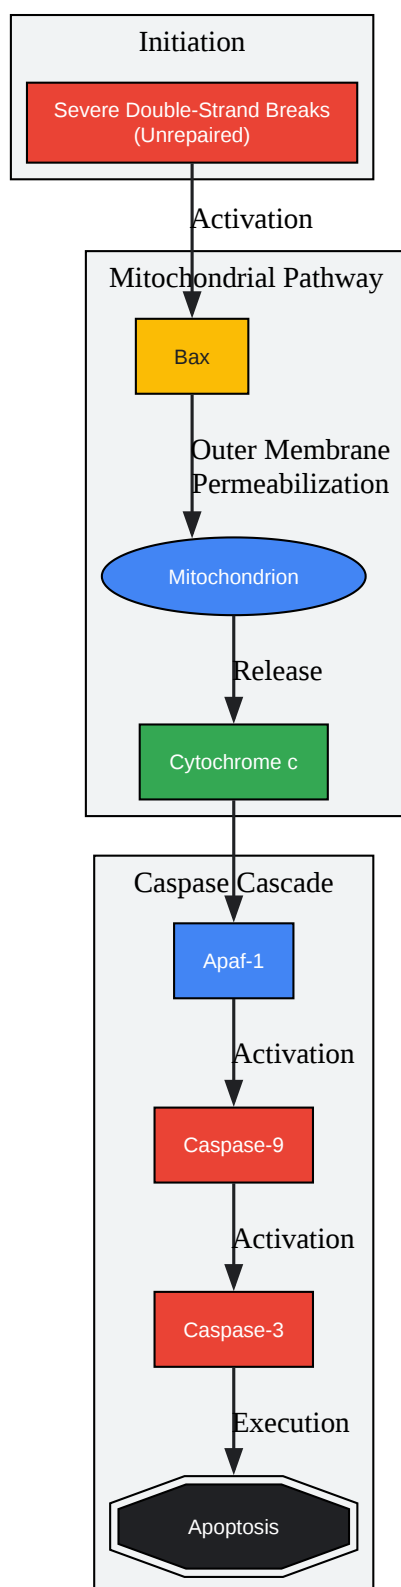 Initiation
Severe Double-Strand Breaks
(Unrepaired)
Activation
Mitochondrial Pathway
Bax
Outer Membrane
Permeabilization
Mitochondrion
Release
Cytochrome c
Caspase Cascade
Apaf-1
Activation
Caspase-9
Activation
Caspase-3
Execution
Apoptosis